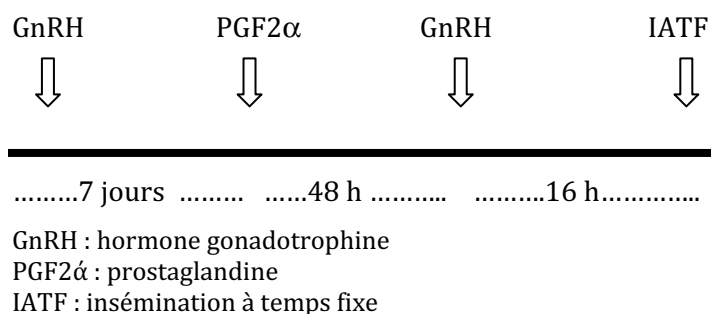 GnRH PGF2α GnRH IATF
………7 jours ……… ……48 h ……….. ……….16 h…………..
GnRH : hormone gonadotrophine
PGF2ά : prostaglandine
IATF : insémination à temps fixe